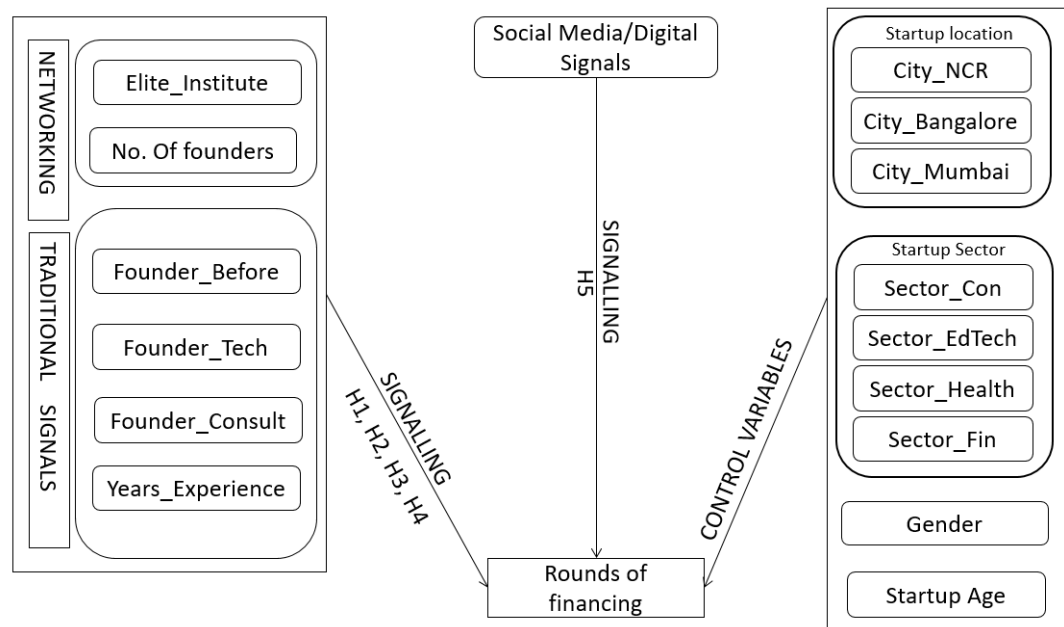 NETWORKING
Elite_Institute
No. Of founders
TRADITIONAL SIGNALS
Founder_Before
Founder_Tech
Founder_Consult
Years_Experience
SIGNALLING
H1, H2, H3, H4
Social Media/Digital
Signals
SIGNALLING
H5
Rounds of
financing
CONTROL VARIABLES
Startup location
City_NCR
City_Bangalore
City_Mumbai
Startup Sector
Sector_Con
Sector_EdTech
Sector_Health
Sector_Fin
Gender
Startup Age